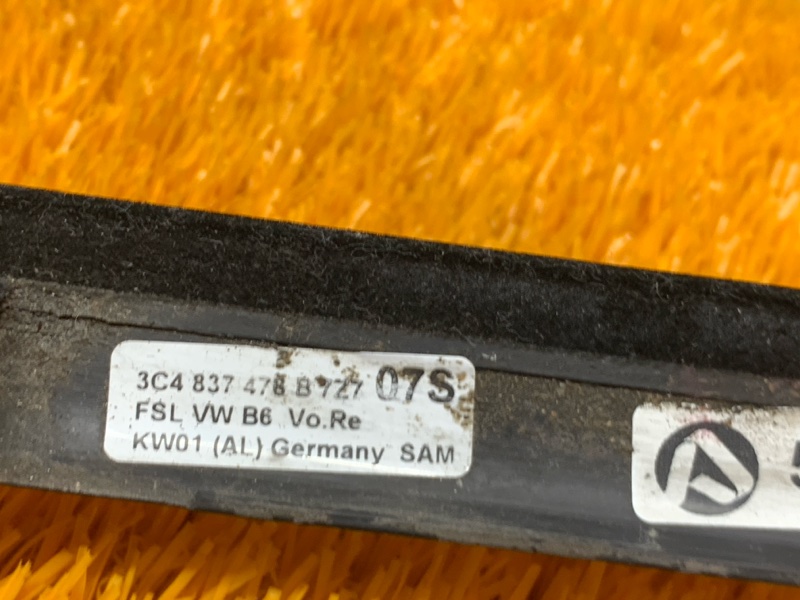 3C4 837 478 B 727 07S
FSL VW B6 Vo.Re
KW01 (AL) Germany SAM